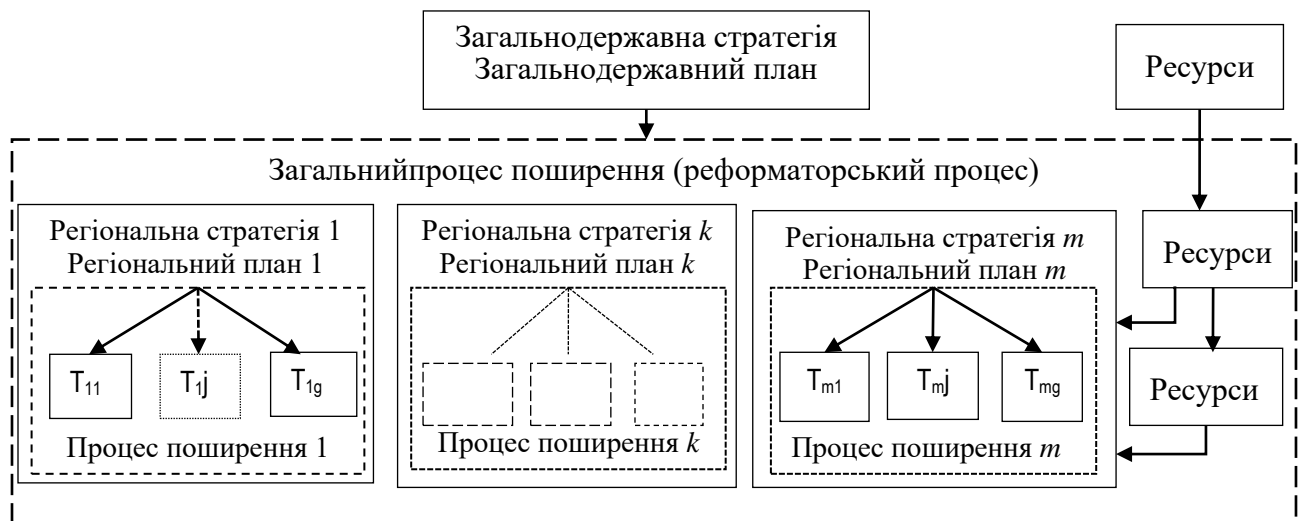 Загальнодержавна стратегія
Загальнодержавний план
Ресурси
Загальнийпроцес поширення (реформаторський процес)
Регіональна стратегія 1
Регіональний план 1
T11
T1j
T1g
Процес поширення 1
Регіональна стратегія k
Регіональний план k
Процес поширення k
Регіональна стратегія m
Регіональний план m
Tm1
Tmj
Tmg
Процес поширення m
Ресурси
Ресурси